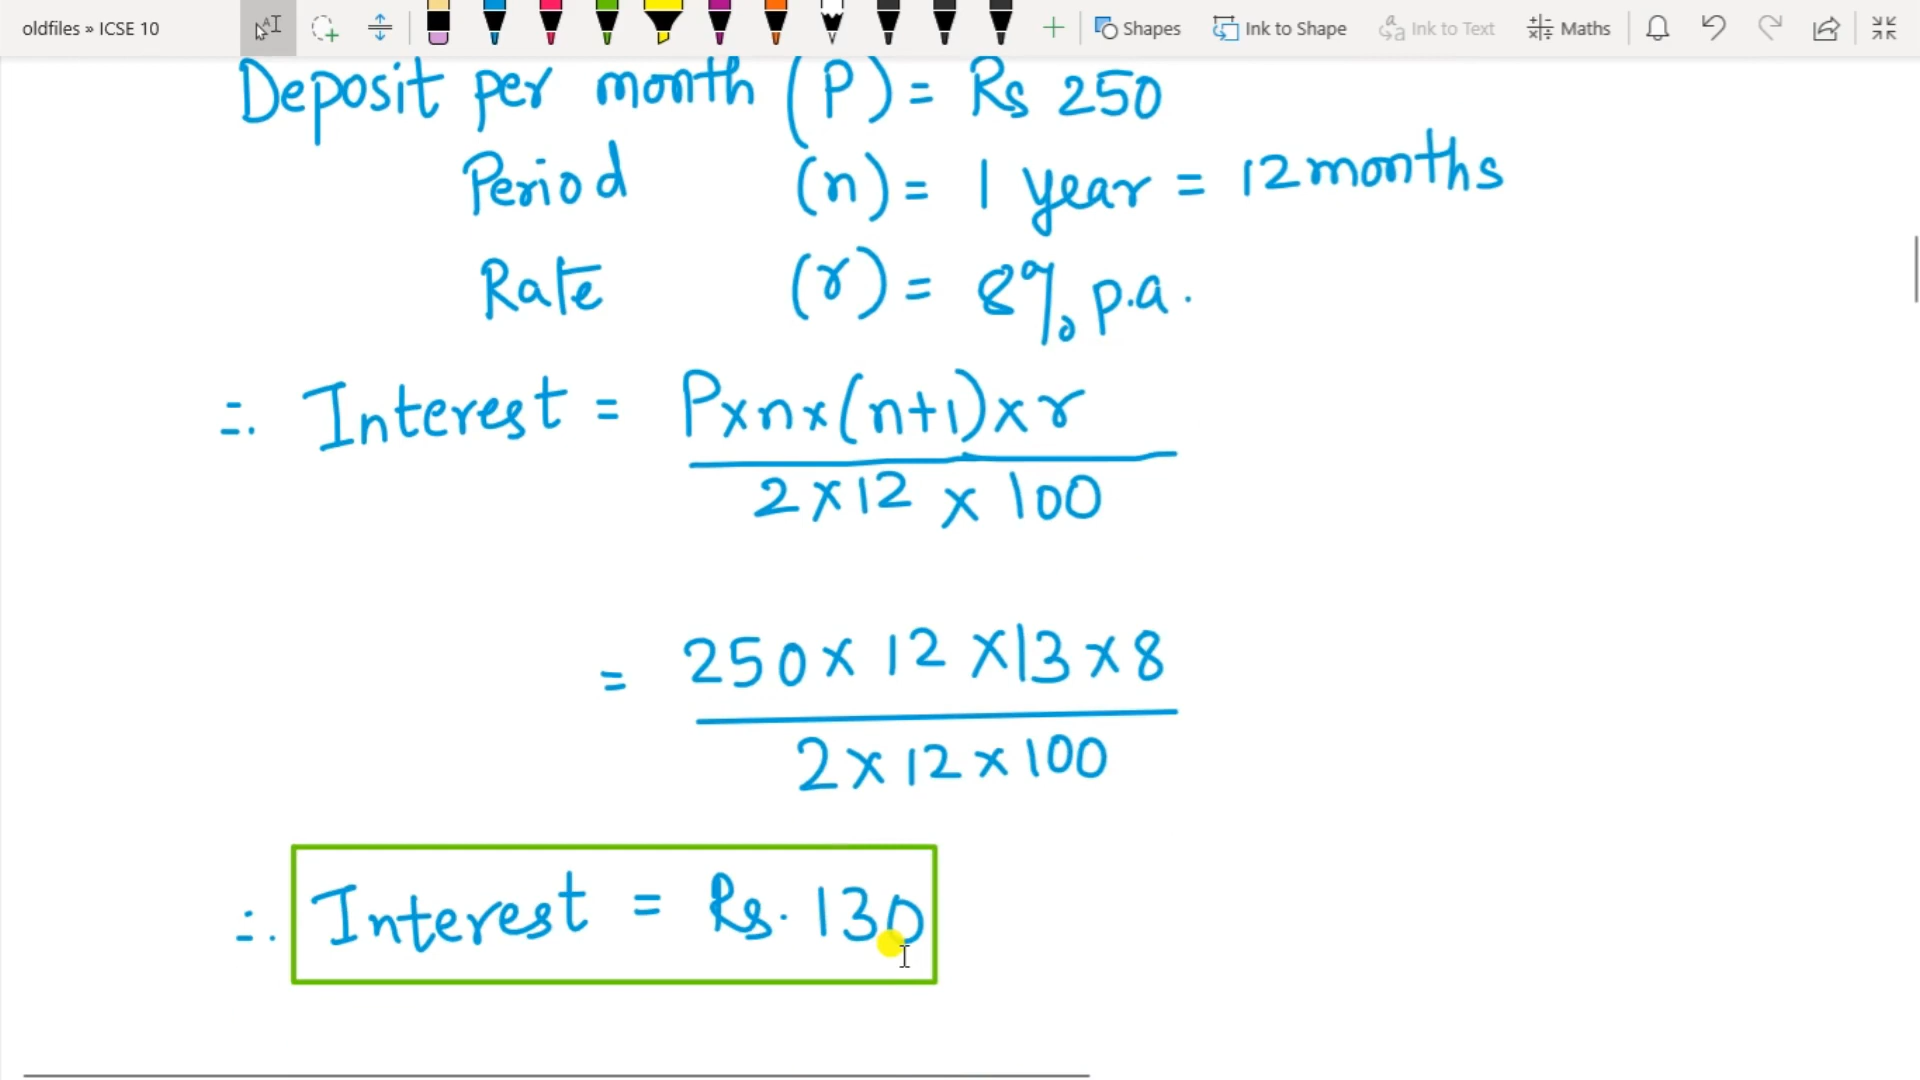 oldfiles » ICSE 10 Shapes Ink to Shape Ink to Text Maths
Deposit per month (P) = Rs 250
Period (n) = 1 year = 12 months
Rate (r) = 8% p.a.
∴ Interest = P×n×(n+1)×r
2×12×100
= 250×12×13×8
2×12×100
∴ Interest = Rs. 130